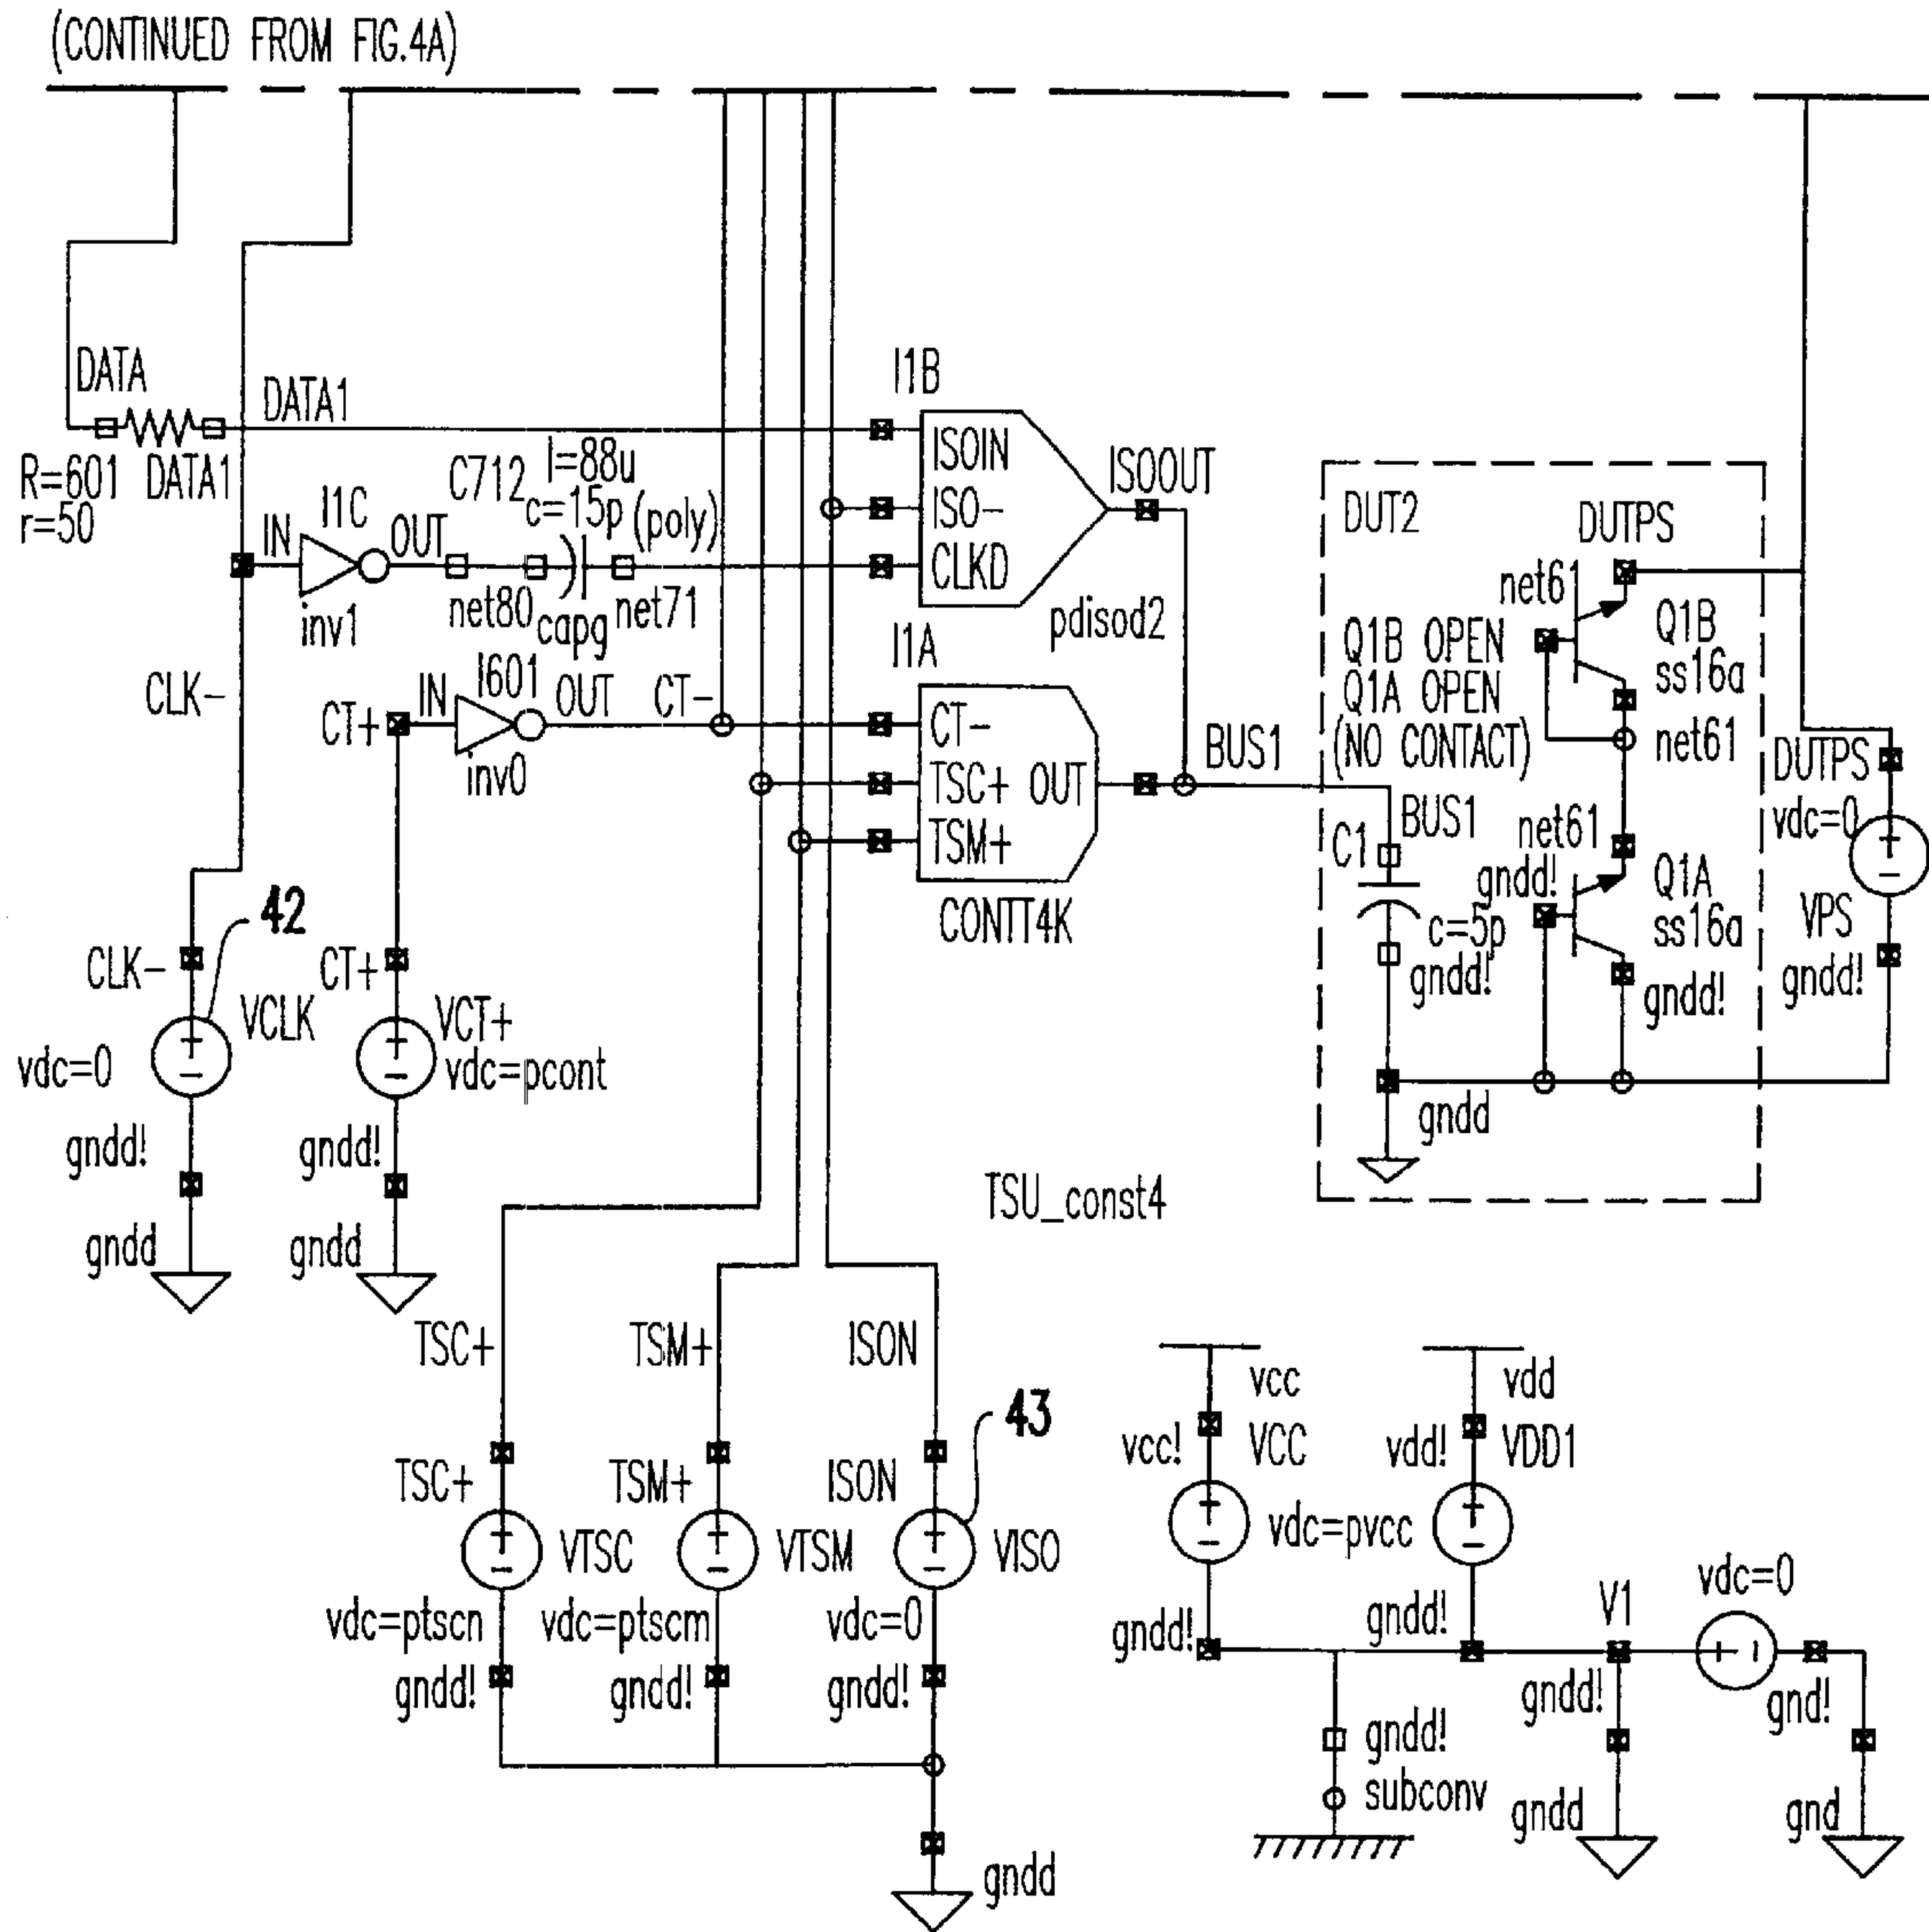 (CONTINUED FROM FIG.4A)
DATA
DATA1
R=601 DATA1
r=50
I1B
ISOIN
ISO-
CLKD
ISOOUT
pdisod2
C712
l=88u
c=15p (poly)
IN
I1C
OUT
inv1
net80
capg
net71
CLK-
CT+
IN
I601
OUT
CT-
inv0
I1A
CT-
TSC+ OUT
TSM+
CONTT4K
BUS1
DUT2
DUTPS
net61
Q1B
ss16a
Q1B OPEN
Q1A OPEN
(NO CONTACT)
net61
BUS1
C1
c=5p
gndd!
net61
gndd!
Q1A
ss16a
gndd!
gndd
DUTPS
vdc=0
VPS
gndd!
42
CLK-
VCLK
vdc=0
gndd!
gndd
CT+
VCT+
vdc=pcont
gndd!
gndd
TSU_const4
TSC+
TSM+
ISON
43
TSC+
VTSC
vdc=ptscn
gndd!
TSM+
VTSM
vdc=ptscm
gndd!
ISON
VISO
vdc=0
gndd!
gndd
vcc
vcc!
VCC
vdc=pvcc
gndd!
vdd
vdd!
VDD1
gndd!
V1
vdc=0
gndd!
gnd!
gndd!
subconv
gndd
gnd